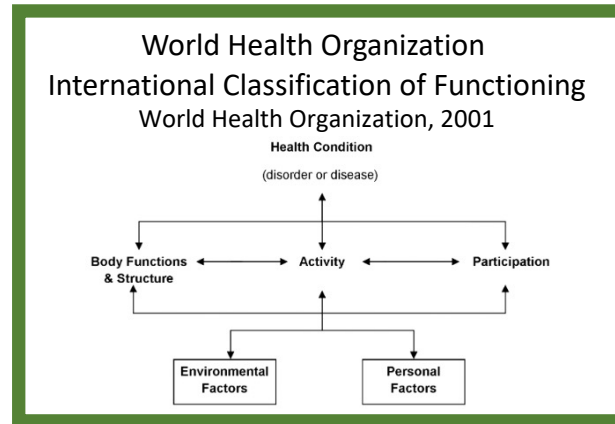 World Health Organization
International Classification of Functioning
World Health Organization, 2001
Health Condition
(disorder or disease)
Body Functions
& Structure
Activity
Participation
Environmental
Factors
Personal
Factors